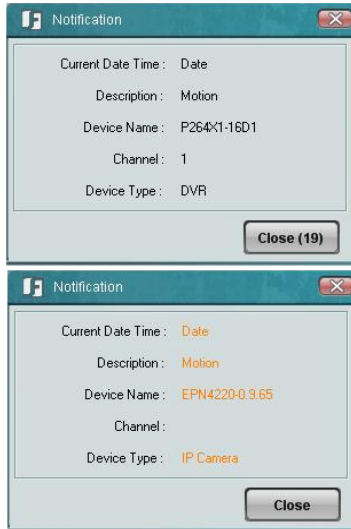 Notification
Current Date Time : Date
Description : Motion
Device Name : P264X1-16D1
Channel : 1
Device Type : DVR
Close (19)
Notification
Current Date Time : Date
Description : Motion
Device Name : EPN4220-0.9.65
Channel :
Device Type : IP Camera
Close